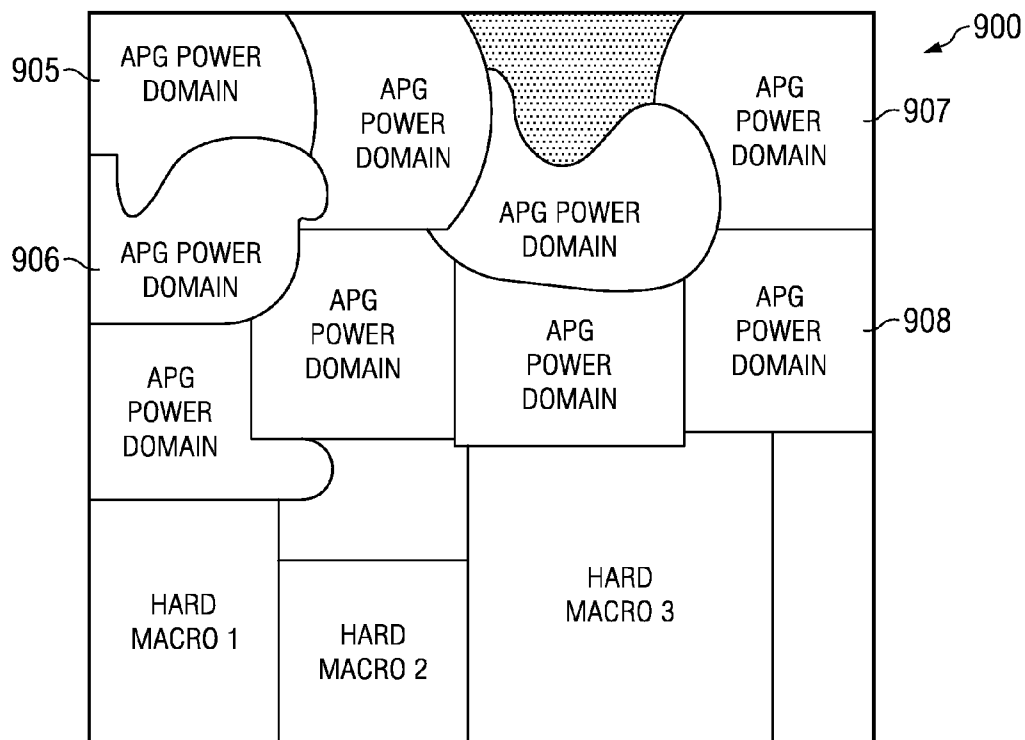 900
905
APG POWER
DOMAIN
APG
POWER
DOMAIN
APG
POWER
DOMAIN
907
APG POWER
DOMAIN
906
APG POWER
DOMAIN
APG
POWER
DOMAIN
APG
POWER
DOMAIN
APG
POWER
DOMAIN
908
APG
POWER
DOMAIN
HARD
MACRO 1
HARD
MACRO 2
HARD
MACRO 3